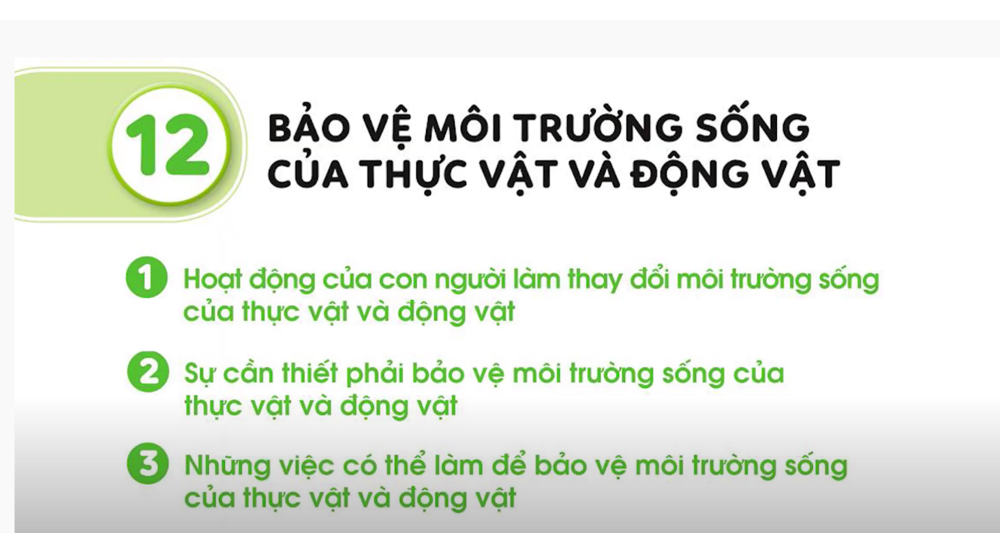 12
BẢO VỆ MÔI TRƯỜNG SỐNG
CỦA THỰC VẬT VÀ ĐỘNG VẬT
1 Hoạt động của con người làm thay đổi môi trường sống
của thực vật và động vật
2 Sự cần thiết phải bảo vệ môi trường sống của
thực vật và động vật
3 Những việc có thể làm để bảo vệ môi trường sống
của thực vật và động vật